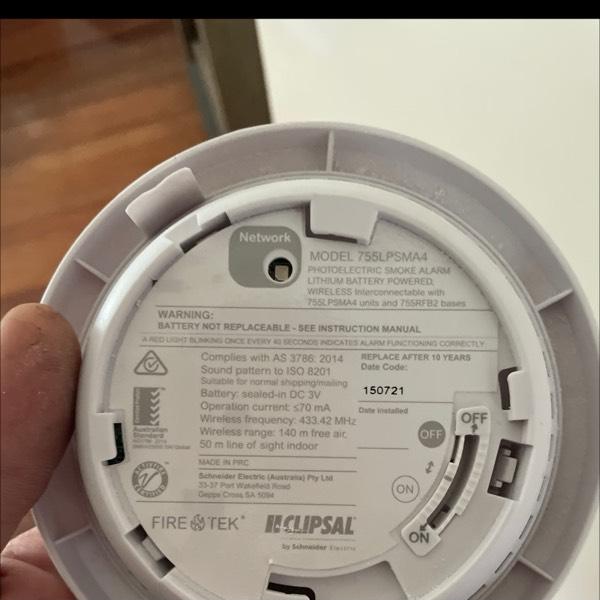 Network
MODEL 755LPSMA4
PHOTOELECTRIC SMOKE ALARM
LITHIUM BATTERY POWERED,
WIRELESS Interconnectable with
755LPSMA4 units and 755RFB2 bases
WARNING:
BATTERY NOT REPLACEABLE - SEE INSTRUCTION MANUAL
A RED LIGHT BLINKING ONCE EVERY 40 SECONDS INDICATES ALARM FUNCTIONING CORRECTLY
Complies with AS 3786: 2014
Sound pattern to ISO 8201
Suitable for normal shipping/mailing
Battery: sealed-in DC 3V
Operation current: ≤70 mA
Wireless frequency: 433.42 MHz
Wireless range: 140 m free air,
50 m line of sight indoor
REPLACE AFTER 10 YEARS
Date Code:
150721
Date Installed
OFF
OFF
ON
ON
Australian
Standard
MADE IN PRC
Schneider Electric (Australia) Pty Ltd
33-37 Port Wakefield Road
Gepps Cross SA 5094
FIRE TEK
CLIPSAL
by Schneider Electric